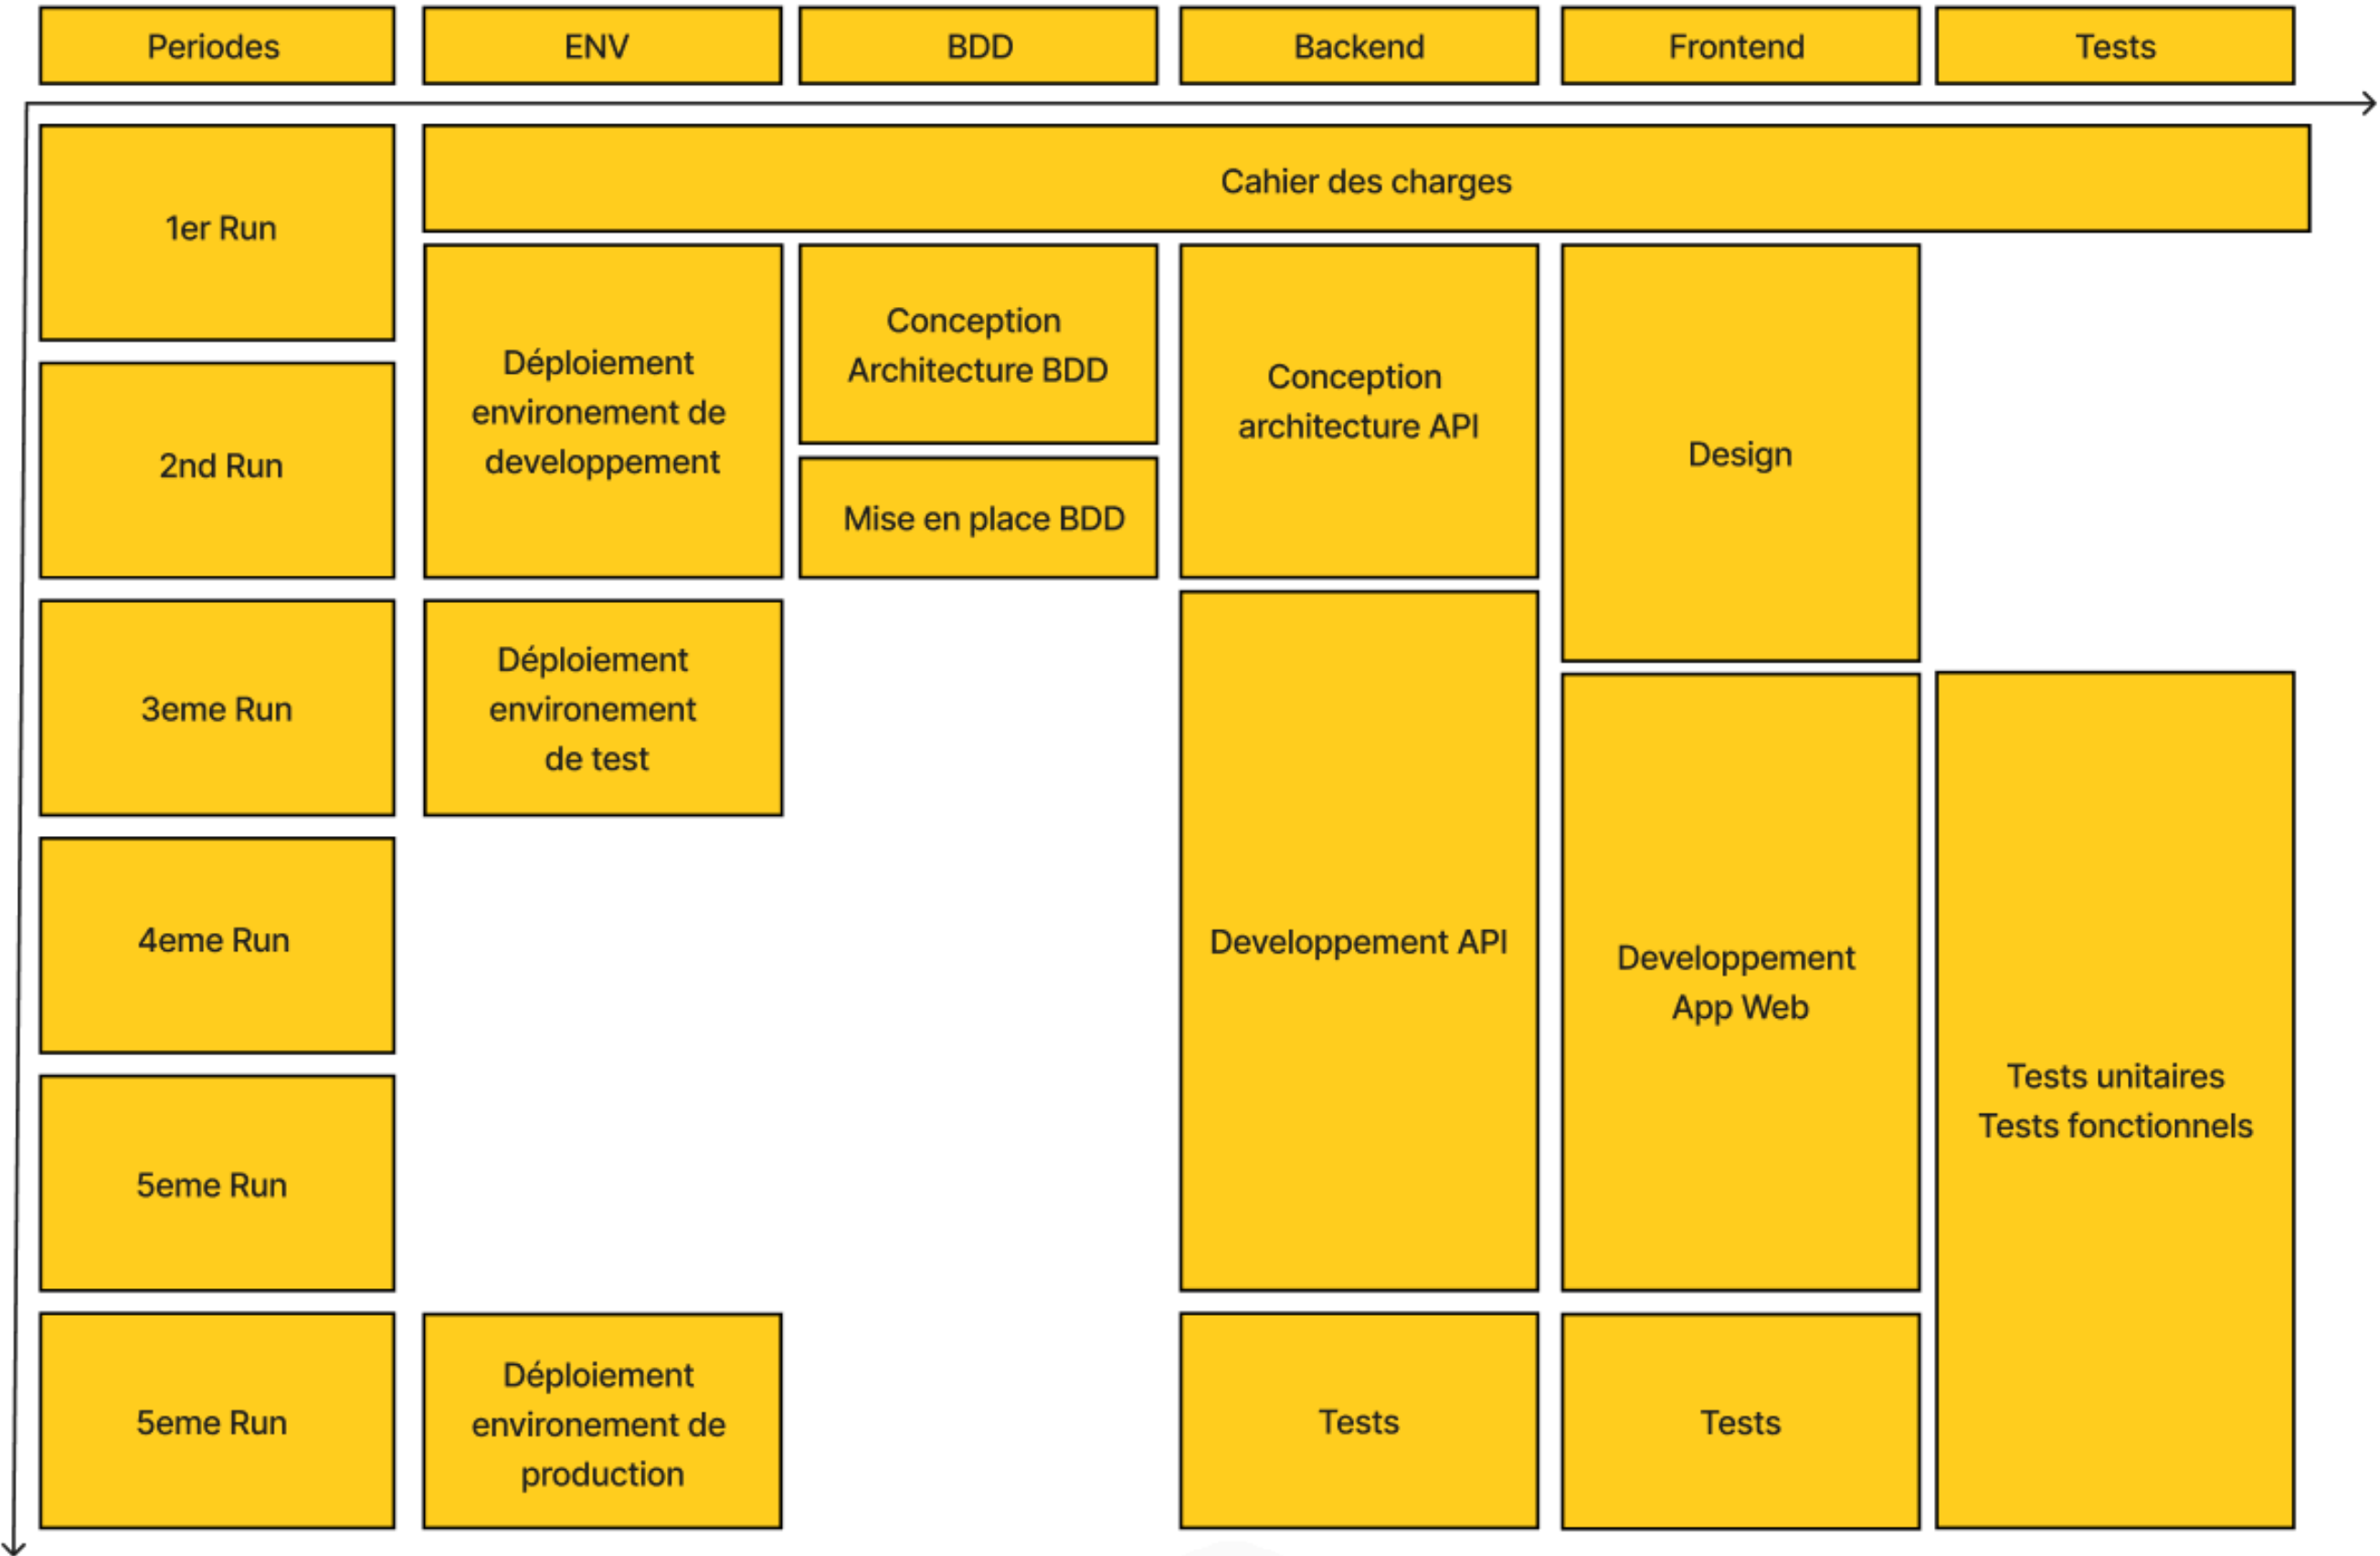 Periodes
ENV
BDD
Backend
Frontend
Tests
1er Run
Cahier des charges
2nd Run
Déploiement
environement de
developpement
Conception
Architecture BDD
Mise en place BDD
Conception
architecture API
Design
3eme Run
Déploiement
environement
de test
4eme Run
Developpement API
Developpement
App Web
Tests unitaires
Tests fonctionnels
5eme Run
5eme Run
Déploiement
environement de
production
Tests
Tests